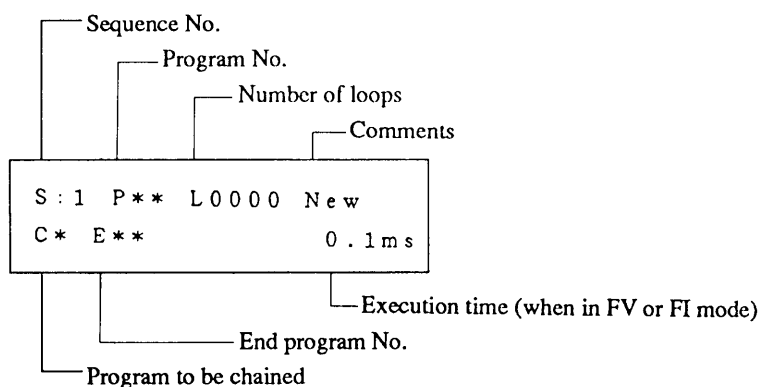 Sequence No.
Program No.
Number of loops
Comments
S:1 P** L0000 New
C* E** 0.1ms
Execution time (when in FV or FI mode)
End program No.
Program to be chained